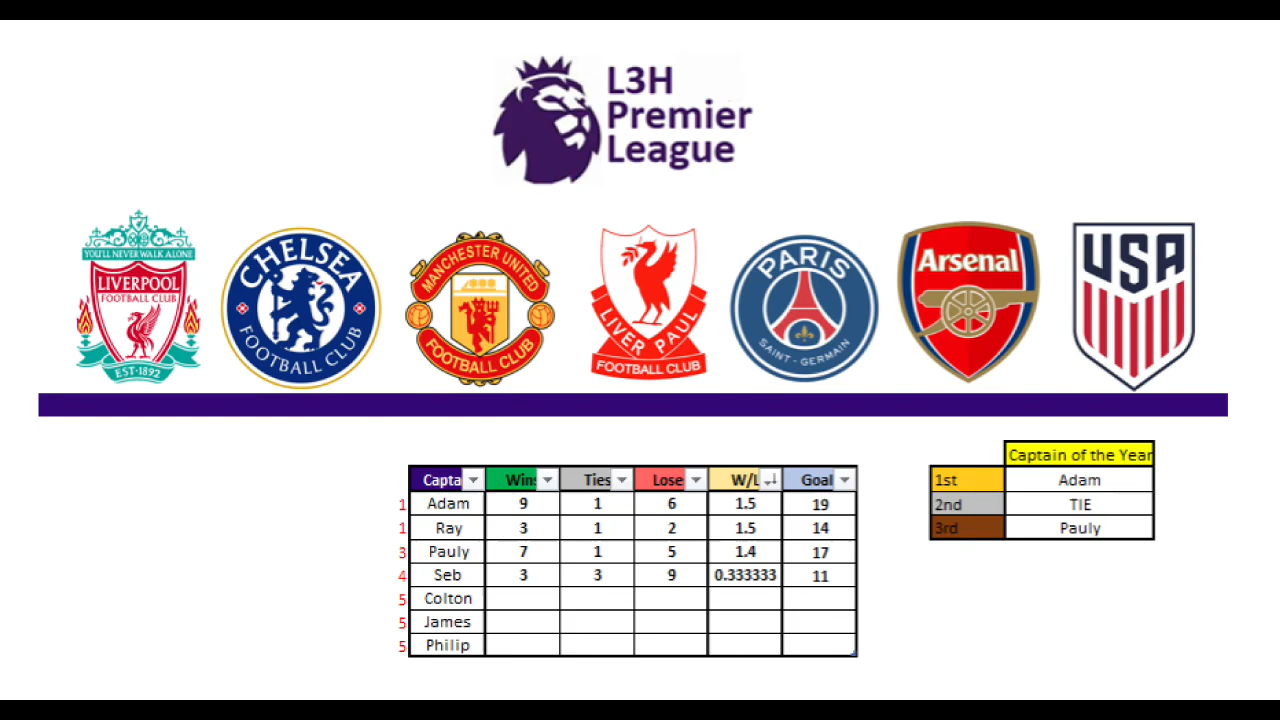 L3H
Premier
League
YOU'LL NEVER WALK ALONE
LIVERPOOL
FOOTBALL CLUB
EST·1892
CHELSEA
FOOTBALL CLUB
MANCHESTER UNITED
FOOTBALL CLUB
LIVER PAUL
FOOTBALL CLUB
PARIS
SAINT-GERMAIN
Arsenal
USA
Capta Win Ties Lose W/L Goal
1 Adam 9 1 6 1.5 19
1 Ray 3 1 2 1.5 14
3 Pauly 7 1 5 1.4 17
4 Seb 3 3 9 0.333333 11
5 Colton
5 James
5 Philip
Captain of the Year
1st Adam
2nd TIE
3rd Pauly